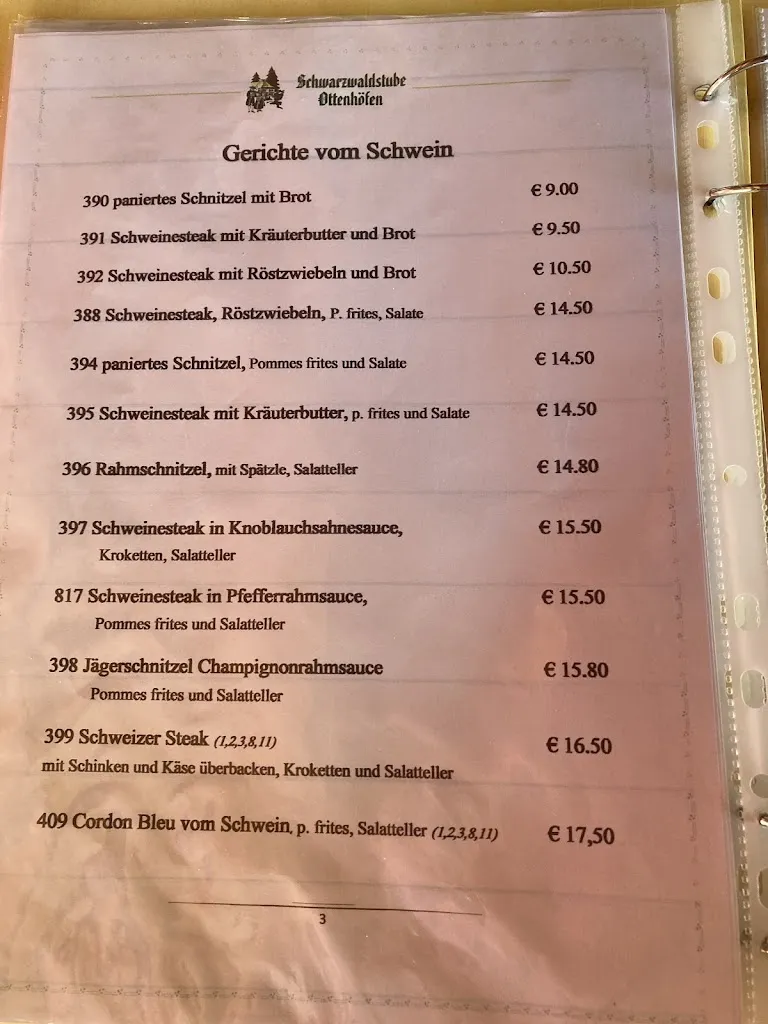 Schwarzwaldstube
Ottenhöfen
Gerichte vom Schwein
390 paniertes Schnitzel mit Brot € 9.00
391 Schweinesteak mit Kräuterbutter und Brot € 9.50
392 Schweinesteak mit Röstzwiebeln und Brot € 10.50
388 Schweinesteak, Röstzwiebeln, P. frites, Salate € 14.50
394 paniertes Schnitzel, Pommes frites und Salate € 14.50
395 Schweinesteak mit Kräuterbutter, p. frites und Salate € 14.50
396 Rahmschnitzel, mit Spätzle, Salatteller € 14.80
397 Schweinesteak in Knoblauchsahnesauce, € 15.50
Kroketten, Salatteller
817 Schweinesteak in Pfefferrahmsauce, € 15.50
Pommes frites und Salatteller
398 Jägerschnitzel Champignonrahmsauce € 15.80
Pommes frites und Salatteller
399 Schweizer Steak (1,2,3,8,11) € 16.50
mit Schinken und Käse überbacken, Kroketten und Salatteller
409 Cordon Bleu vom Schwein, p. frites, Salatteller (1,2,3,8,11) € 17,50
3